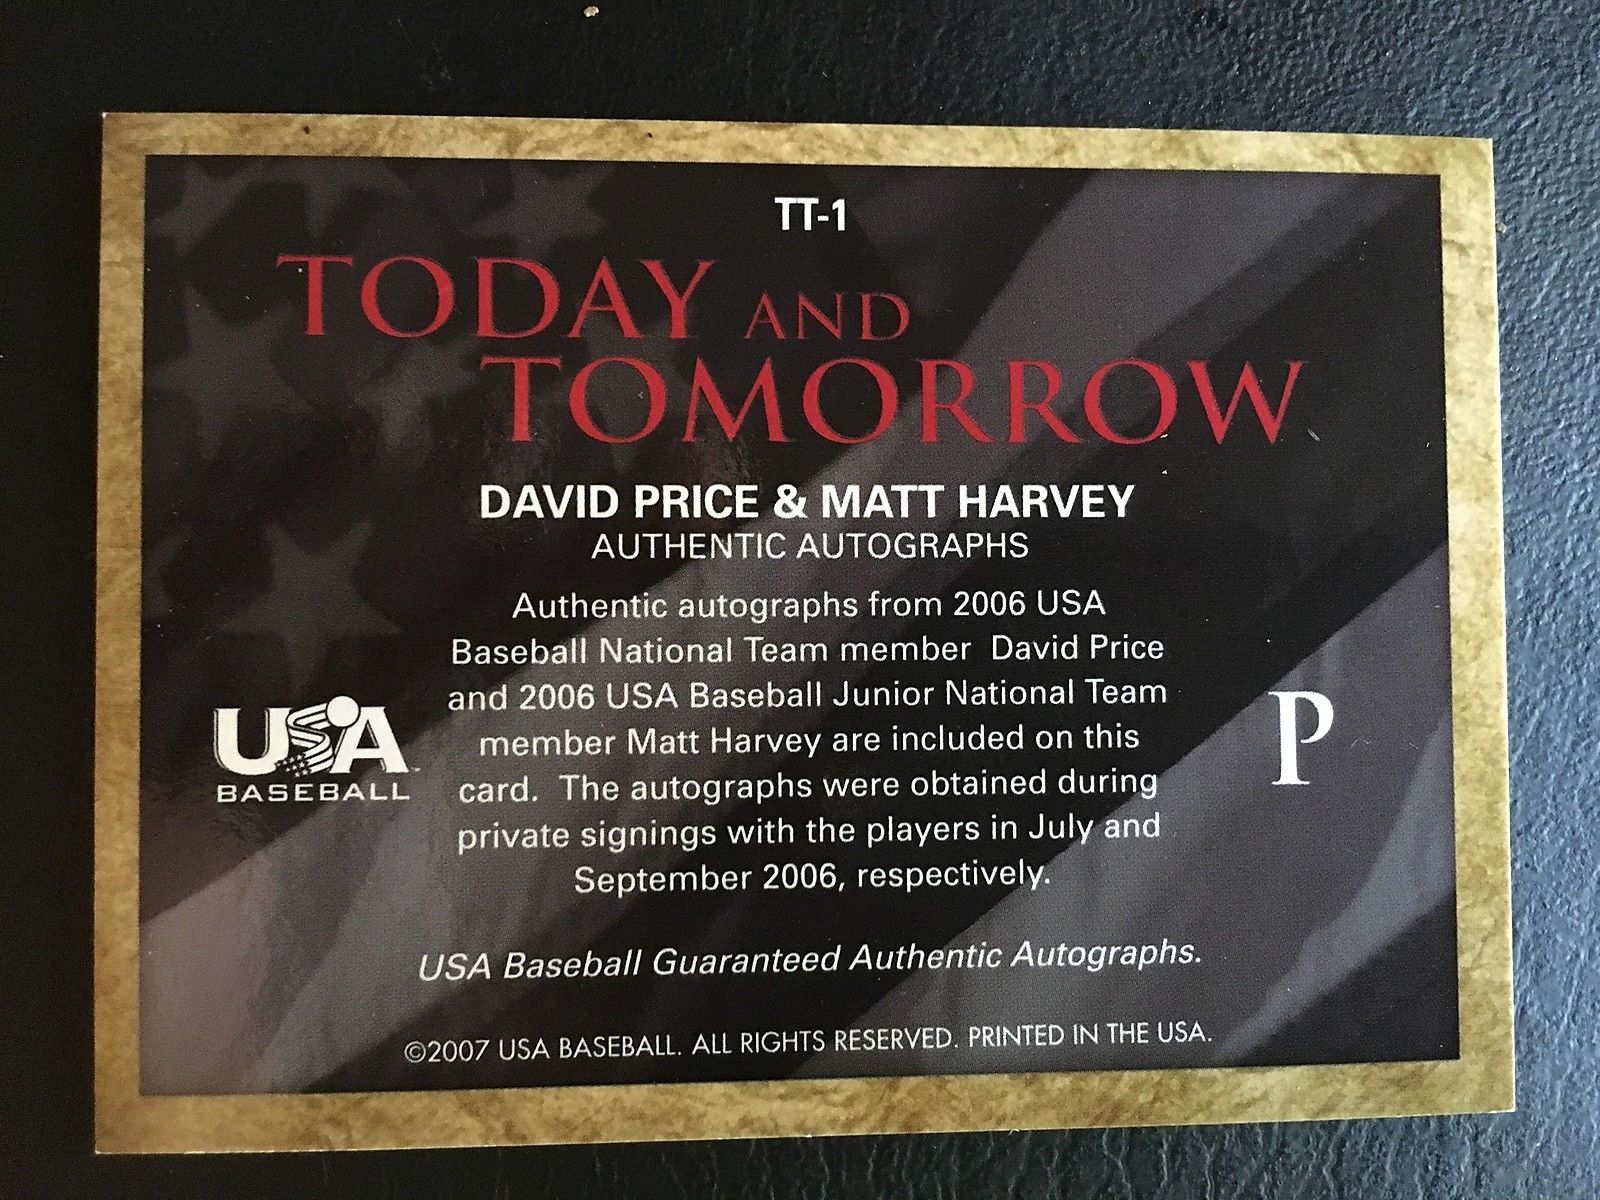 TT-1
TODAY AND
TOMORROW
DAVID PRICE & MATT HARVEY
AUTHENTIC AUTOGRAPHS
Authentic autographs from 2006 USA
Baseball National Team member David Price
and 2006 USA Baseball Junior National Team
member Matt Harvey are included on this
card. The autographs were obtained during
private signings with the players in July and
September 2006, respectively.
USA
BASEBALL
P
USA Baseball Guaranteed Authentic Autographs.
©2007 USA BASEBALL. ALL RIGHTS RESERVED. PRINTED IN THE USA.